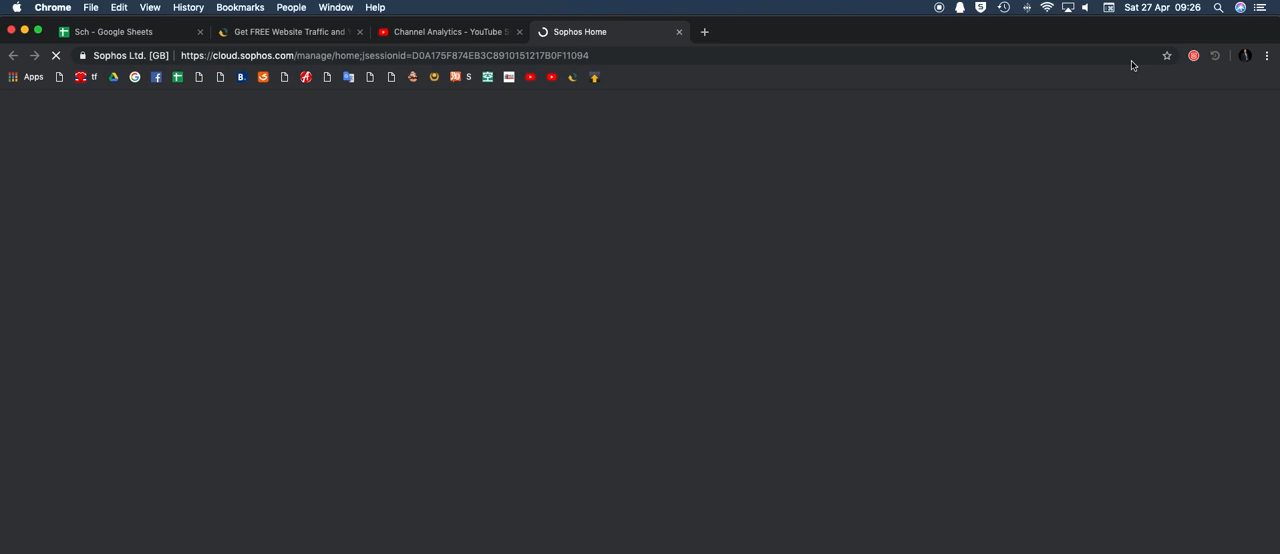 Chrome File Edit View History Bookmarks People Window Help Sat 27 Apr 09:26
Sch - Google Sheets Get FREE Website Traffic and Channel Analytics - YouTube S Sophos Home
Sophos Ltd. [GB] https://cloud.sophos.com/manage/home;jsessionid=D0A175F874EB3C8910151217B0F11094
Apps tf B. S